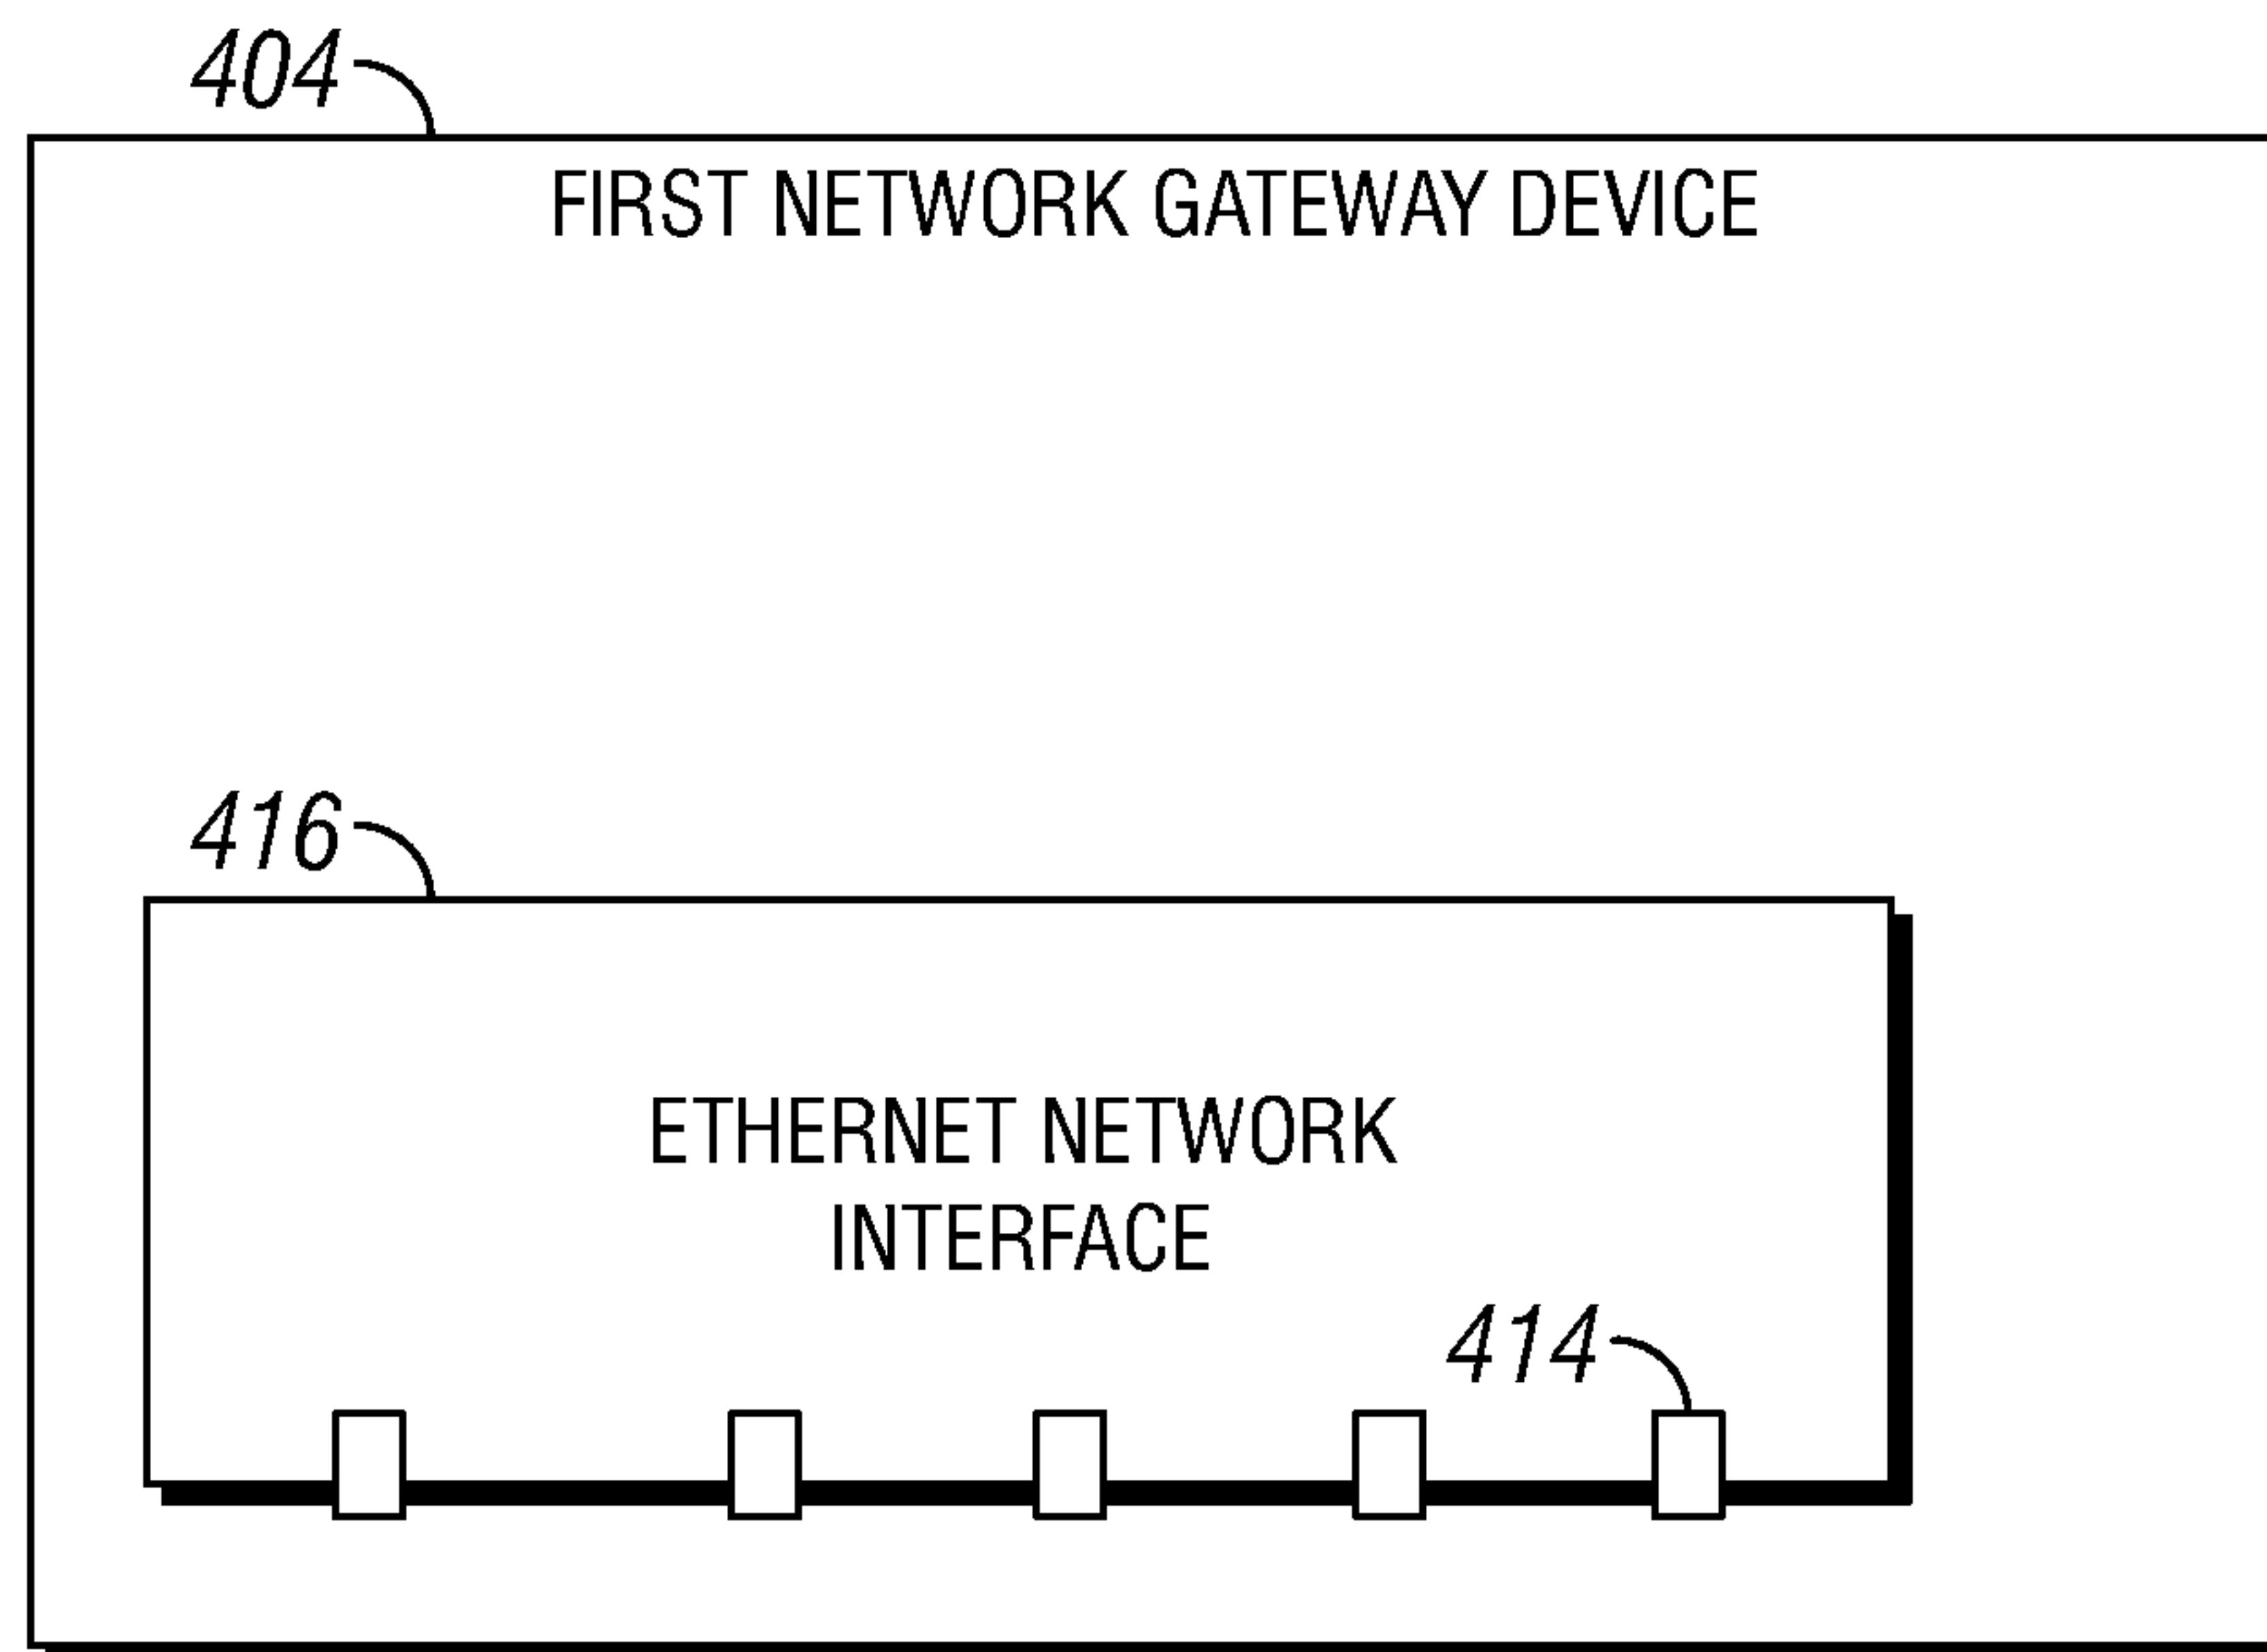 404
FIRST NETWORK GATEWAY DEVICE
416
ETHERNET NETWORK
INTERFACE
414